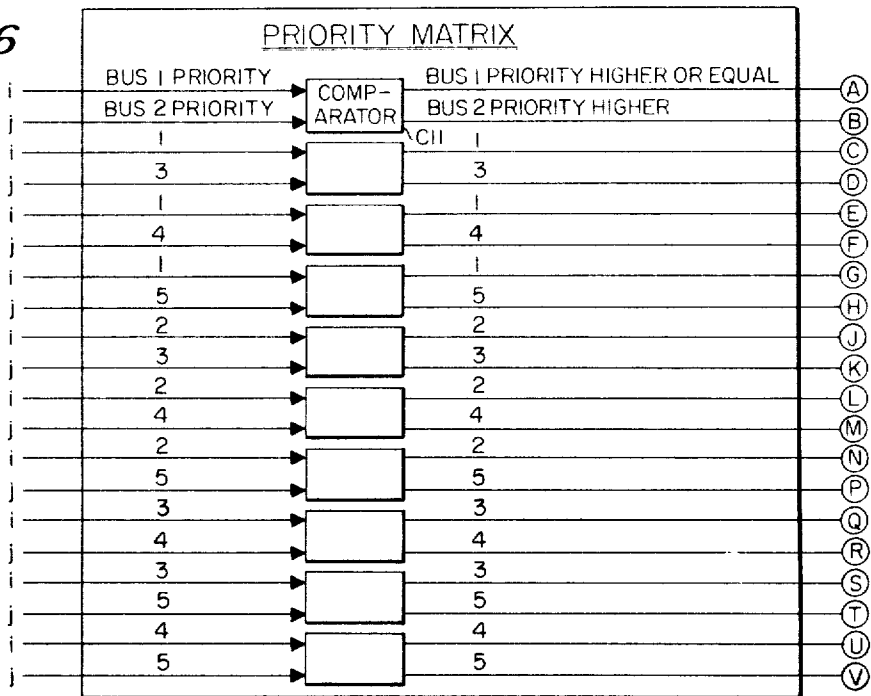 6
PRIORITY MATRIX
BUS 1 PRIORITY BUS 1 PRIORITY HIGHER OR EQUAL
i COMP- A
BUS 2 PRIORITY ARATOR BUS 2 PRIORITY HIGHER
j B
C11
i 1 1 C
j 3 3 D
i 1 1 E
j 4 4 F
i 1 1 G
j 5 5 H
i 2 2 J
j 3 3 K
i 2 2 L
j 4 4 M
i 2 2 N
j 5 5 P
i 3 3 Q
j 4 4 R
i 3 3 S
j 5 5 T
i 4 4 U
j 5 5 V